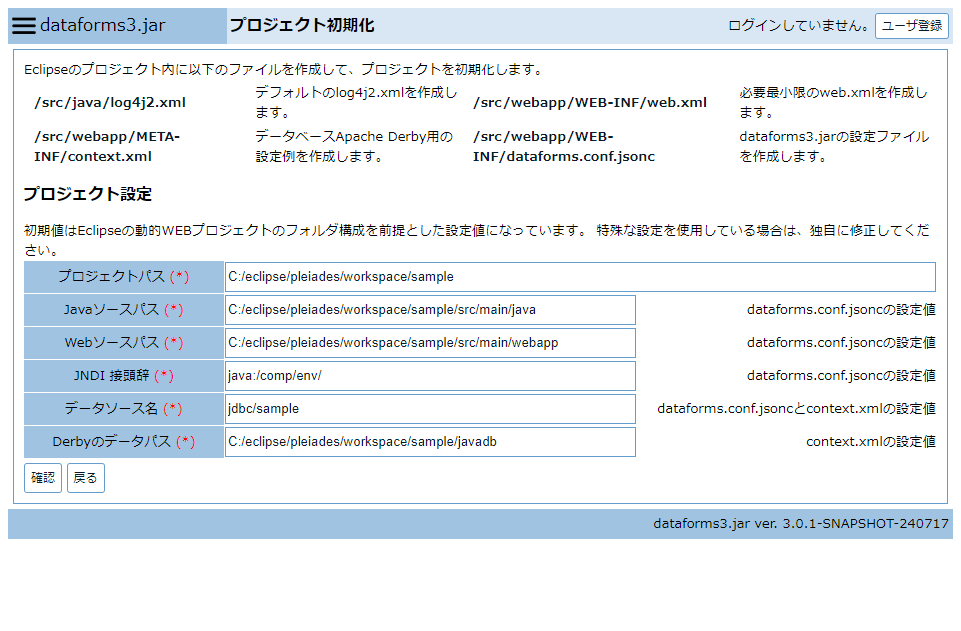 dataforms3.jar
プロジェクト初期化
ログインしていません。
ユーザ登録
Eclipseのプロジェクト内に以下のファイルを作成して、プロジェクトを初期化します。
/src/java/log4j2.xml
デフォルトのlog4j2.xmlを作成し
ます。
/src/webapp/WEB-INF/web.xml
必要最小限のweb.xmlを作成し
ます。
/src/webapp/META-
INF/context.xml
データベースApache Derby用の
設定例を作成します。
/src/webapp/WEB-
INF/dataforms.conf.jsonc
dataforms3.jarの設定ファイル
を作成します。
プロジェクト設定
初期値はEclipseの動的WEBプロジェクトのフォルダ構成を前提とした設定値になっています。 特殊な設定を使用している場合は、独自に修正してくだ
さい。
プロジェクトパス (*) C:/eclipse/pleiades/workspace/sample
Javaソースパス (*) C:/eclipse/pleiades/workspace/sample/src/main/java dataforms.conf.jsoncの設定値
Webソースパス (*) C:/eclipse/pleiades/workspace/sample/src/main/webapp dataforms.conf.jsoncの設定値
JNDI 接頭辞 (*) java:/comp/env/ dataforms.conf.jsoncの設定値
データソース名 (*) jdbc/sample dataforms.conf.jsoncとcontext.xmlの設定値
Derbyのデータパス (*) C:/eclipse/pleiades/workspace/sample/javadb context.xmlの設定値
確認 戻る
dataforms3.jar ver. 3.0.1-SNAPSHOT-240717